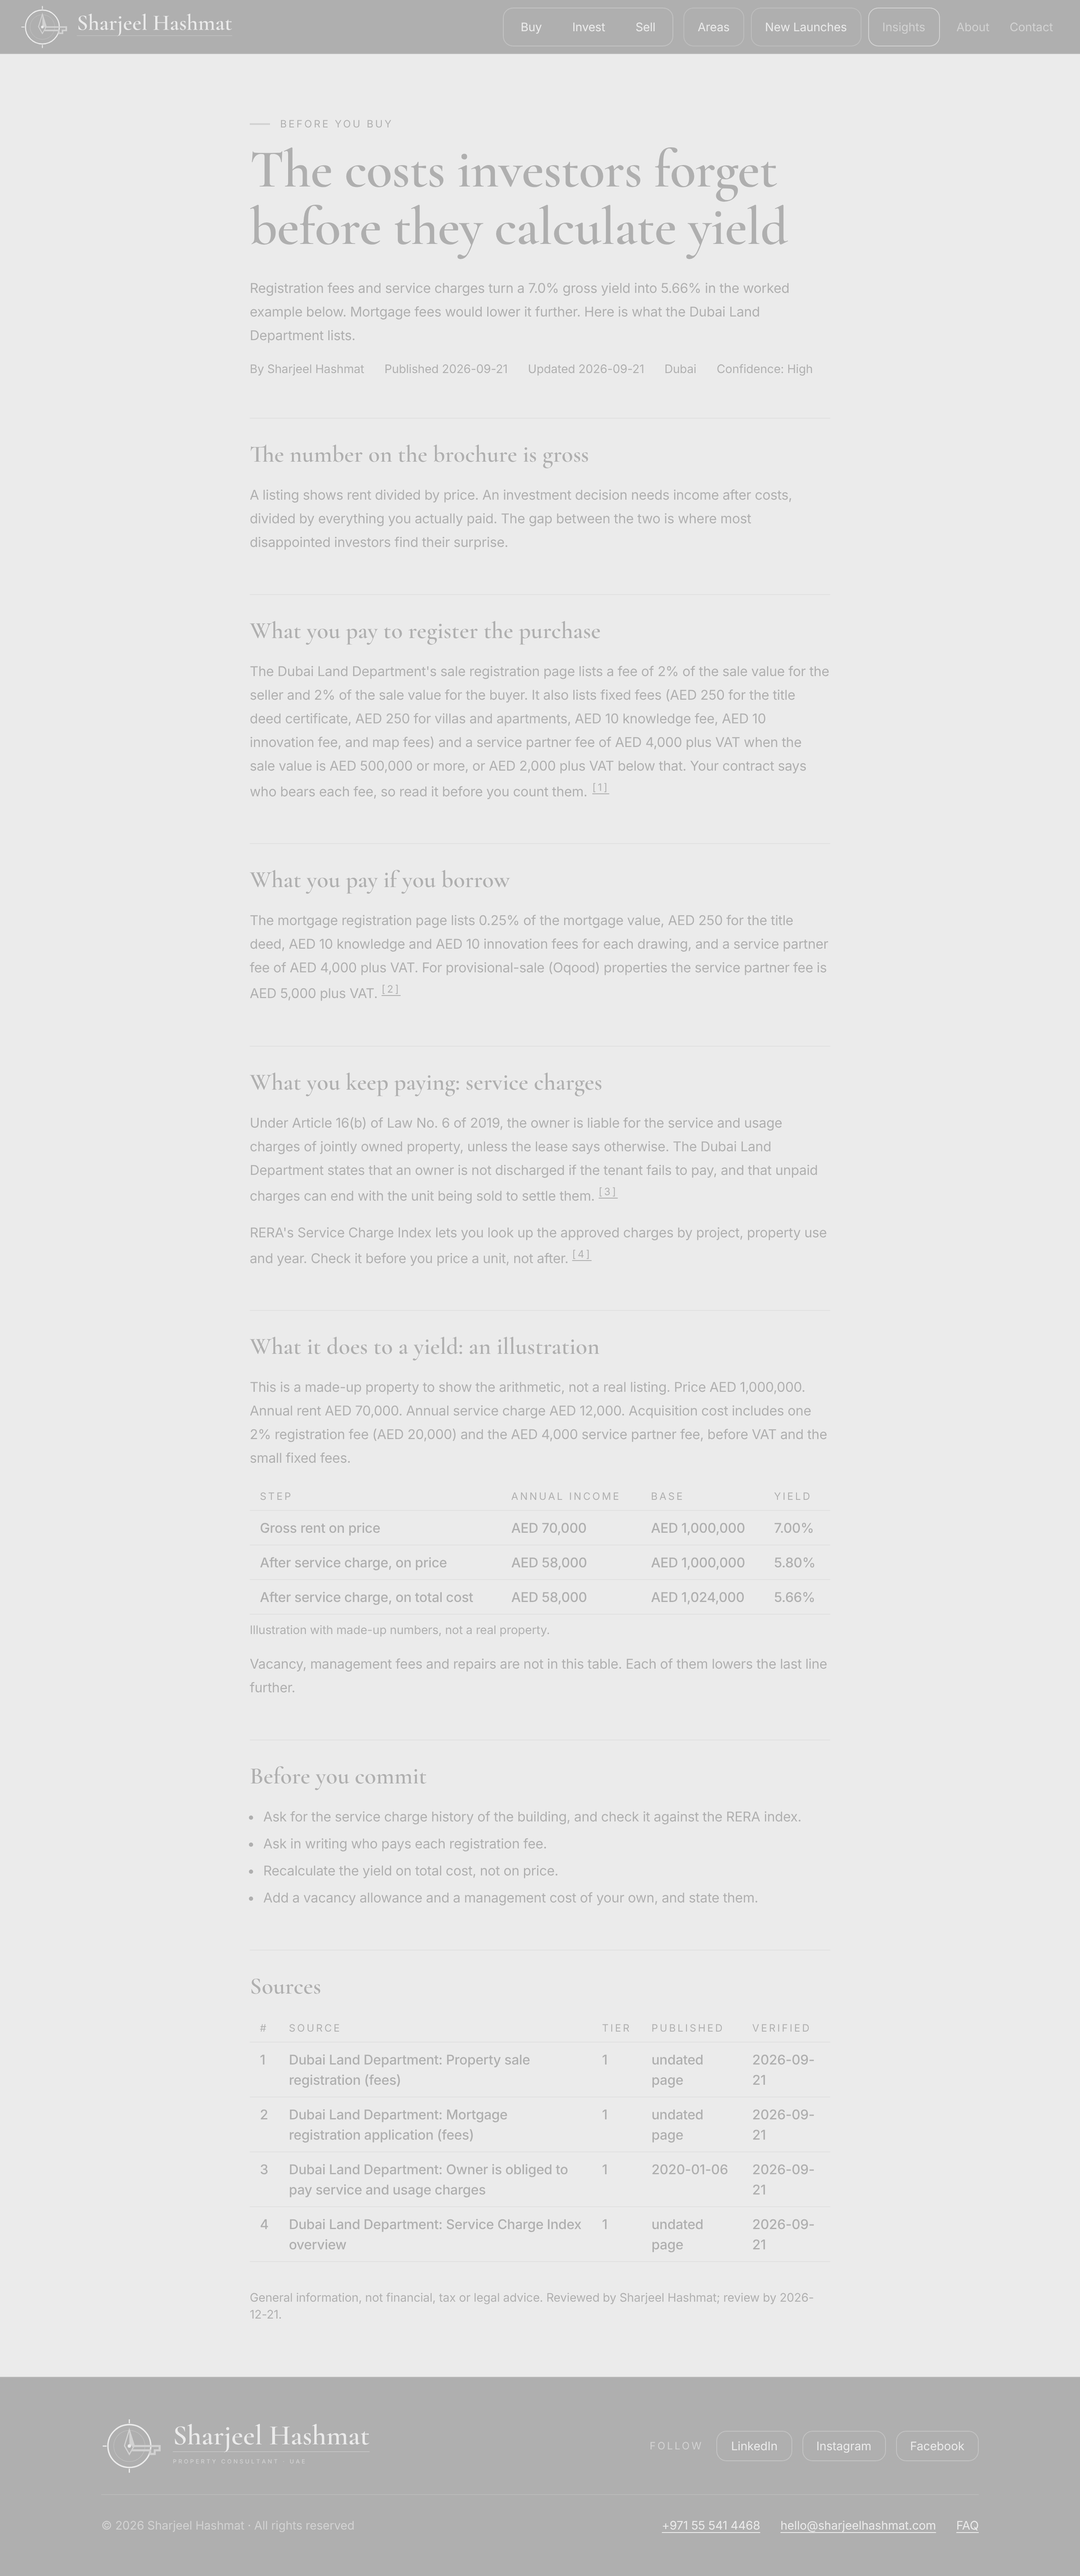 Sharjeel Hashmat
Buy Invest Sell Areas New Launches Insights About Contact
BEFORE YOU BUY
The costs investors forget
before they calculate yield
Registration fees and service charges turn a 7.0% gross yield into 5.66% in the worked
example below. Mortgage fees would lower it further. Here is what the Dubai Land
Department lists.
By Sharjeel Hashmat Published 2026-09-21 Updated 2026-09-21 Dubai Confidence: High
The number on the brochure is gross
A listing shows rent divided by price. An investment decision needs income after costs,
divided by everything you actually paid. The gap between the two is where most
disappointed investors find their surprise.
What you pay to register the purchase
The Dubai Land Department's sale registration page lists a fee of 2% of the sale value for the
seller and 2% of the sale value for the buyer. It also lists fixed fees (AED 250 for the title
deed certificate, AED 250 for villas and apartments, AED 10 knowledge fee, AED 10
innovation fee, and map fees) and a service partner fee of AED 4,000 plus VAT when the
sale value is AED 500,000 or more, or AED 2,000 plus VAT below that. Your contract says
who bears each fee, so read it before you count them. [1]
What you pay if you borrow
The mortgage registration page lists 0.25% of the mortgage value, AED 250 for the title
deed, AED 10 knowledge and AED 10 innovation fees for each drawing, and a service partner
fee of AED 4,000 plus VAT. For provisional-sale (Oqood) properties the service partner fee is
AED 5,000 plus VAT. [2]
What you keep paying: service charges
Under Article 16(b) of Law No. 6 of 2019, the owner is liable for the service and usage
charges of jointly owned property, unless the lease says otherwise. The Dubai Land
Department states that an owner is not discharged if the tenant fails to pay, and that unpaid
charges can end with the unit being sold to settle them. [3]
RERA's Service Charge Index lets you look up the approved charges by project, property use
and year. Check it before you price a unit, not after. [4]
What it does to a yield: an illustration
This is a made-up property to show the arithmetic, not a real listing. Price AED 1,000,000.
Annual rent AED 70,000. Annual service charge AED 12,000. Acquisition cost includes one
2% registration fee (AED 20,000) and the AED 4,000 service partner fee, before VAT and the
small fixed fees.
STEP ANNUAL INCOME BASE YIELD
Gross rent on price AED 70,000 AED 1,000,000 7.00%
After service charge, on price AED 58,000 AED 1,000,000 5.80%
After service charge, on total cost AED 58,000 AED 1,024,000 5.66%
Illustration with made-up numbers, not a real property.
Vacancy, management fees and repairs are not in this table. Each of them lowers the last line
further.
Before you commit
• Ask for the service charge history of the building, and check it against the RERA index.
• Ask in writing who pays each registration fee.
• Recalculate the yield on total cost, not on price.
• Add a vacancy allowance and a management cost of your own, and state them.
Sources
# SOURCE TIER PUBLISHED VERIFIED
1 Dubai Land Department: Property sale 1 undated 2026-09-
registration (fees) page 21
2 Dubai Land Department: Mortgage 1 undated 2026-09-
registration application (fees) page 21
3 Dubai Land Department: Owner is obliged to 1 2020-01-06 2026-09-
pay service and usage charges 21
4 Dubai Land Department: Service Charge Index 1 undated 2026-09-
overview page 21
General information, not financial, tax or legal advice. Reviewed by Sharjeel Hashmat; review by 2026-
12-21.
Sharjeel Hashmat
PROPERTY CONSULTANT UAE
FOLLOW LinkedIn Instagram Facebook
© 2026 Sharjeel Hashmat · All rights reserved
+971 55 541 4468 hello@sharjeelhashmat.com FAQ